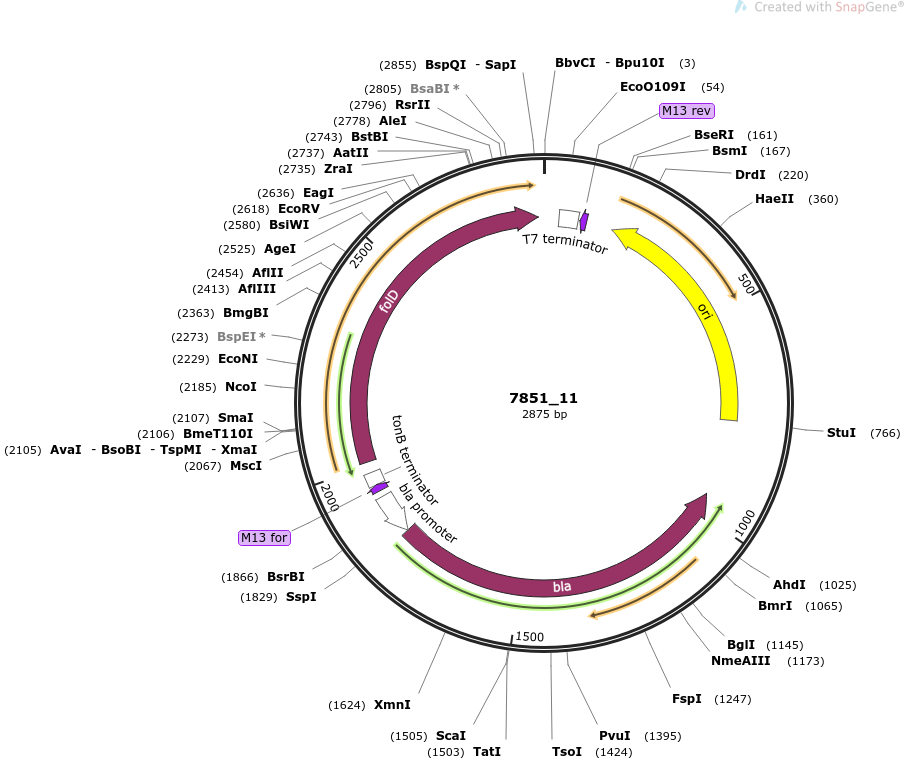 Created with SnapGene®
(2855) BspQI - SapI
BbvCI - Bpu10I (3)
(2805) BsaBI *
EcoO109I (54)
(2796) RsrII
M13 rev
(2778) AleI
BseRI (161)
(2743) BstBI
BsmI (167)
(2737) AatII
(2735) ZraI
DrdI (220)
(2636) EagI
HaeII (360)
(2618) EcoRV
(2580) BsiWI
(2525) AgeI
T7 terminator
2500
(2454) AflII
500
(2413) AflIII
folD
ori
(2363) BmgBI
(2273) BspEI *
(2229) EcoNI
(2185) NcoI
7851_11
2875 bp
(2107) SmaI
(2106) BmeT110I
StuI (766)
(2105) AvaI - BsoBI - TspMI - XmaI
(2067) MscI
tonB terminator
2000
bla promoter
1000
M13 for
(1866) BsrBI
AhdI (1025)
bla
(1829) SspI
BmrI (1065)
1500
BglI (1145)
NmeAIII (1173)
FspI (1247)
(1624) XmnI
(1505) ScaI
PvuI (1395)
(1503) TatI
TsoI (1424)